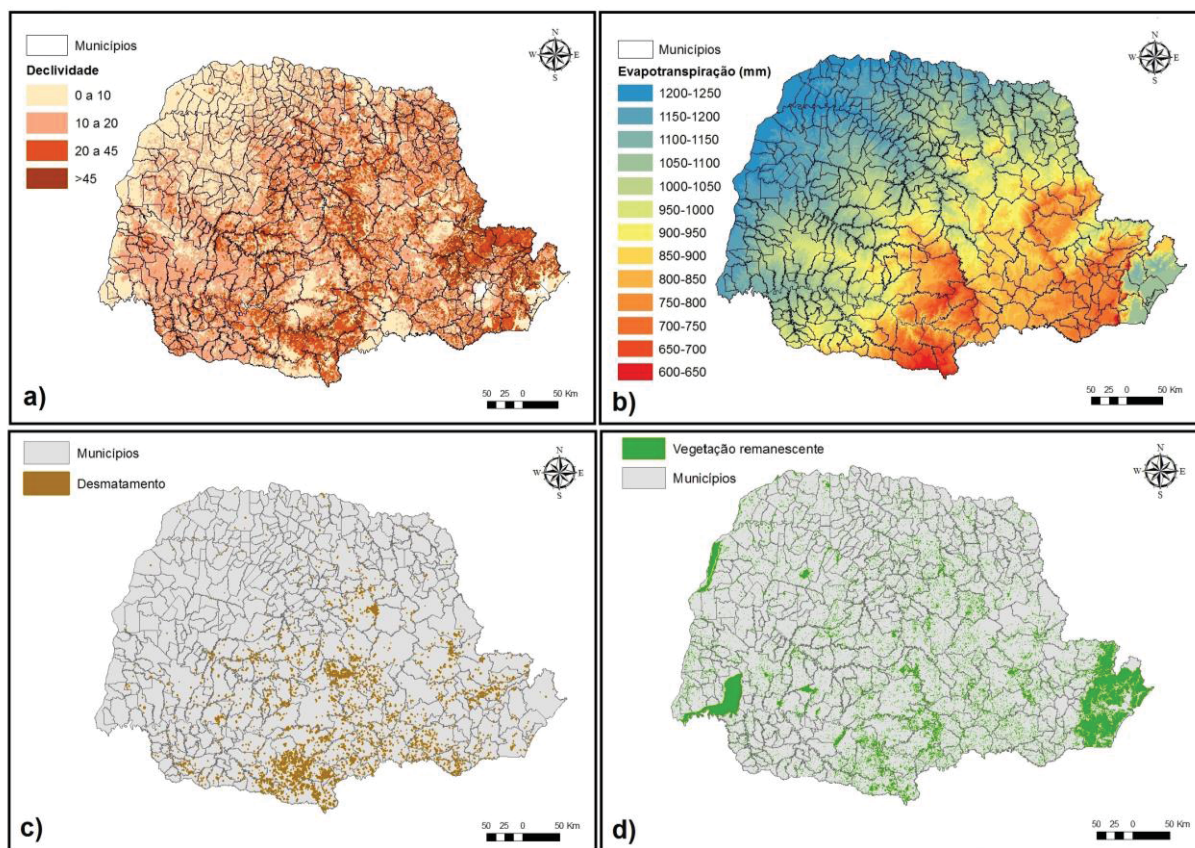 Municípios
Declividade
0 a 10
10 a 20
20 a 45
>45
N
W E
S
50 25 0 50 Km
a)
Municípios
Evapotranspiração (mm)
1200-1250
1150-1200
1100-1150
1050-1100
1000-1050
950-1000
900-950
850-900
800-850
750-800
700-750
650-700
600-650
N
W E
S
50 25 0 50 Km
b)
Municípios
Desmatamento
N
W E
S
50 25 0 50 Km
c)
Vegetação remanescente
Municípios
N
W E
S
50 25 0 50 Km
d)